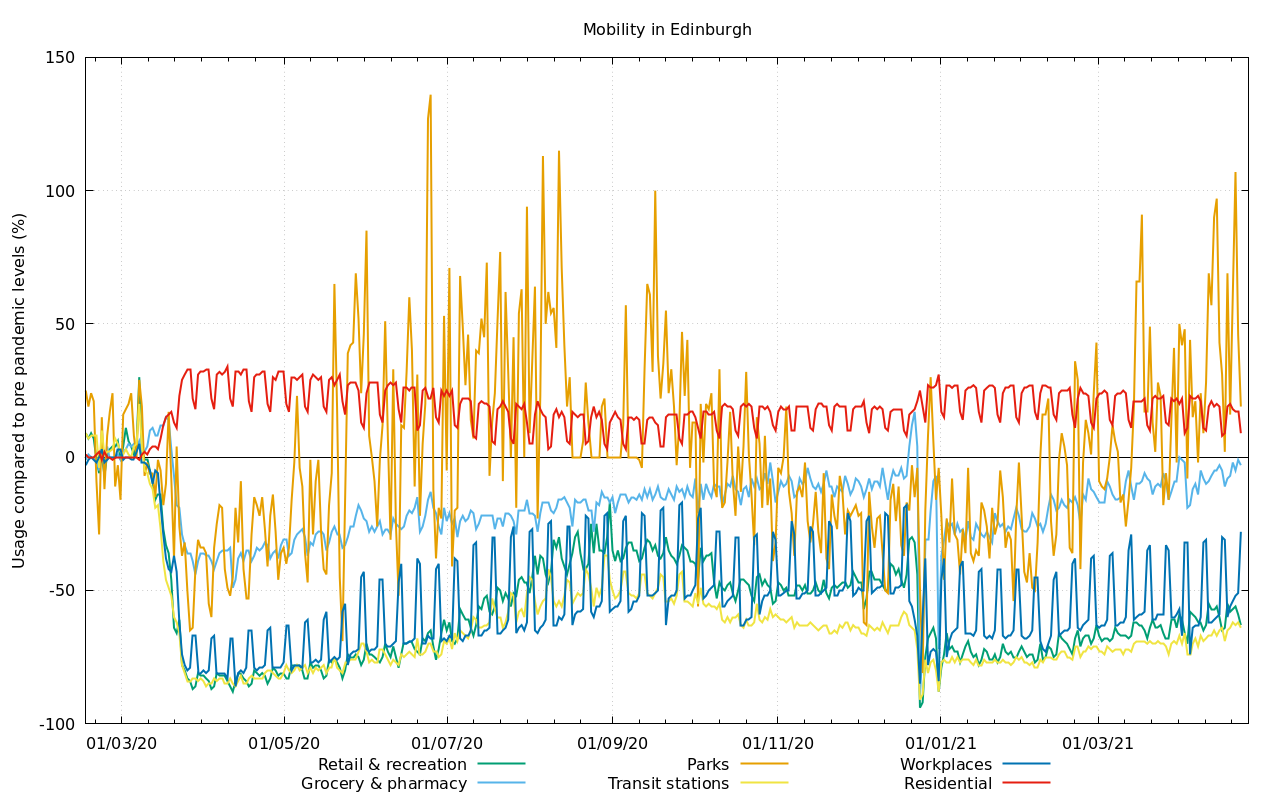 Mobility in Edinburgh
Usage compared to pre pandemic levels (%)
150
100
50
0
-50
-100
01/03/20 01/05/20 01/07/20 01/09/20 01/11/20 01/01/21 01/03/21
Retail & recreation Parks Workplaces
Grocery & pharmacy Transit stations Residential